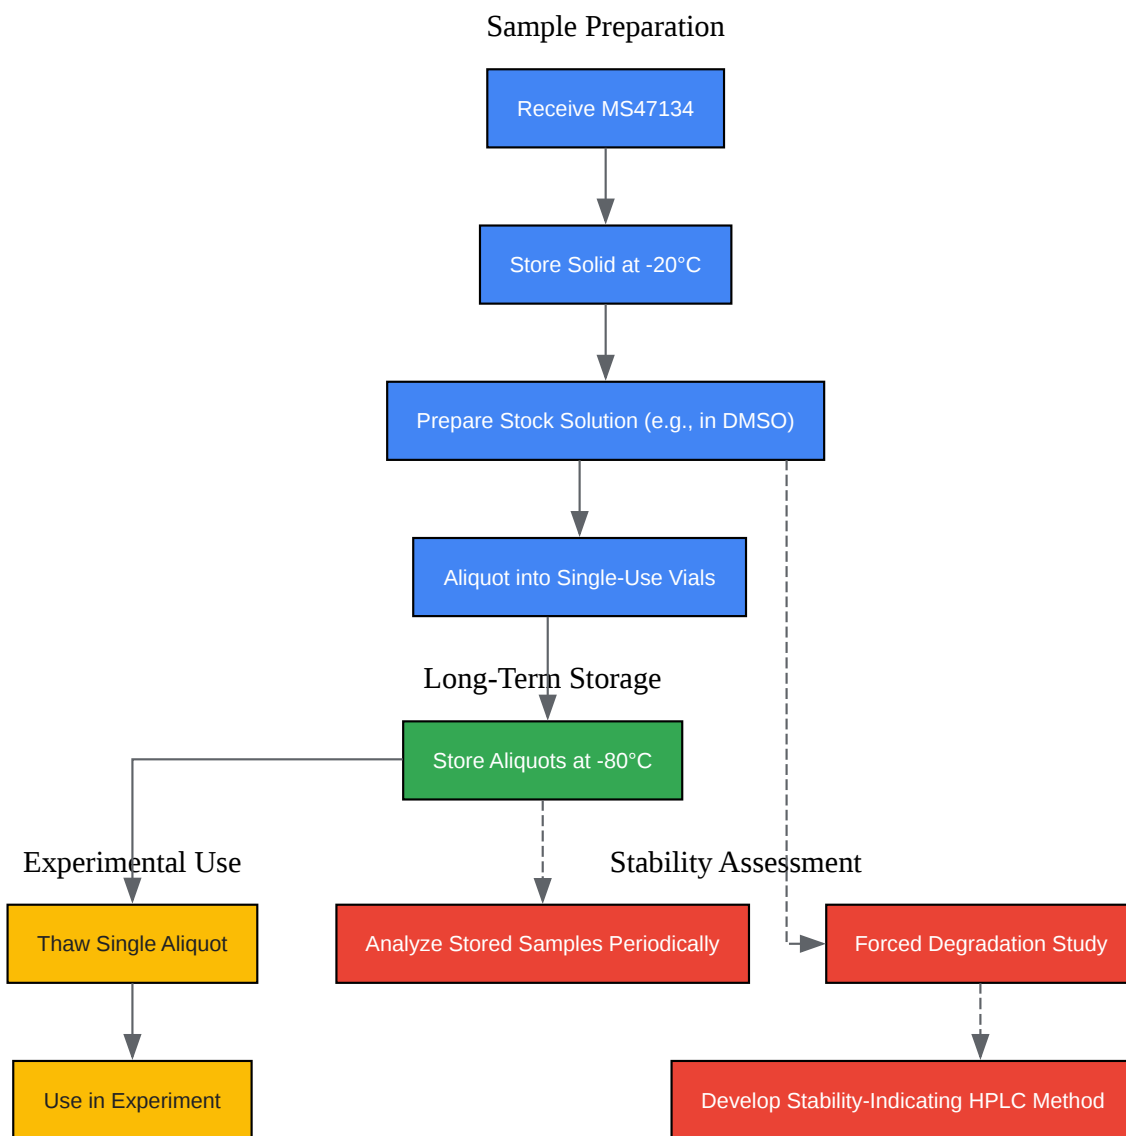 Sample Preparation
Receive MS47134
Store Solid at -20°C
Prepare Stock Solution (e.g., in DMSO)
Aliquot into Single-Use Vials
Long-Term Storage
Store Aliquots at -80°C
Experimental Use
Stability Assessment
Thaw Single Aliquot
Analyze Stored Samples Periodically
Forced Degradation Study
Use in Experiment
Develop Stability-Indicating HPLC Method